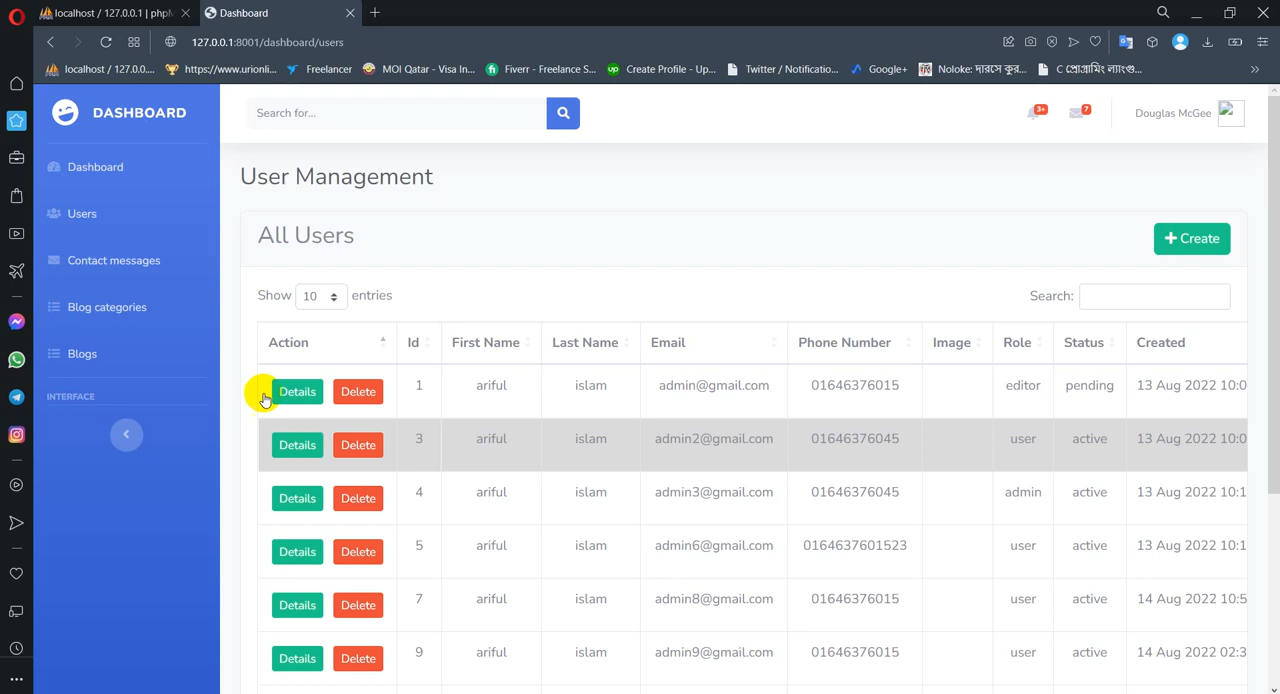 localhost / 127.0.0.1 | phpM
Dashboard
127.0.0.1:8001/dashboard/users
localhost / 127.0.0....
https://www.urionli...
Freelancer
MOI Qatar - Visa In...
Fiverr - Freelance S...
Create Profile - Up...
Twitter / Notificatio...
Google+
Noloke: দারসে কুর...
C প্রোগ্রামিং ল্যাংগু...
DASHBOARD
Search for...
3+
7
Douglas McGee
Dashboard
Users
Contact messages
Blog categories
Blogs
INTERFACE
User Management
All Users
Create
Show 10 entries
Search:
Action Id First Name Last Name Email Phone Number Image Role Status Created
Details Delete 1 ariful islam admin@gmail.com 01646376015 editor pending 13 Aug 2022 10:0
Details Delete 3 ariful islam admin2@gmail.com 01646376045 user active 13 Aug 2022 10:0
Details Delete 4 ariful islam admin3@gmail.com 01646376045 admin active 13 Aug 2022 10:1
Details Delete 5 ariful islam admin6@gmail.com 0164637601523 user active 13 Aug 2022 10:1
Details Delete 7 ariful islam admin8@gmail.com 01646376015 user active 14 Aug 2022 10:5
Details Delete 9 ariful islam admin9@gmail.com 01646376015 user active 14 Aug 2022 02:3